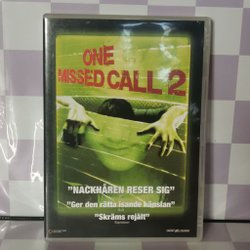 ONE
MISSED CALL 2
"NACKHÅREN RESER SIG"
"Ger den rätta isande känslan"
"Skräms rejält"